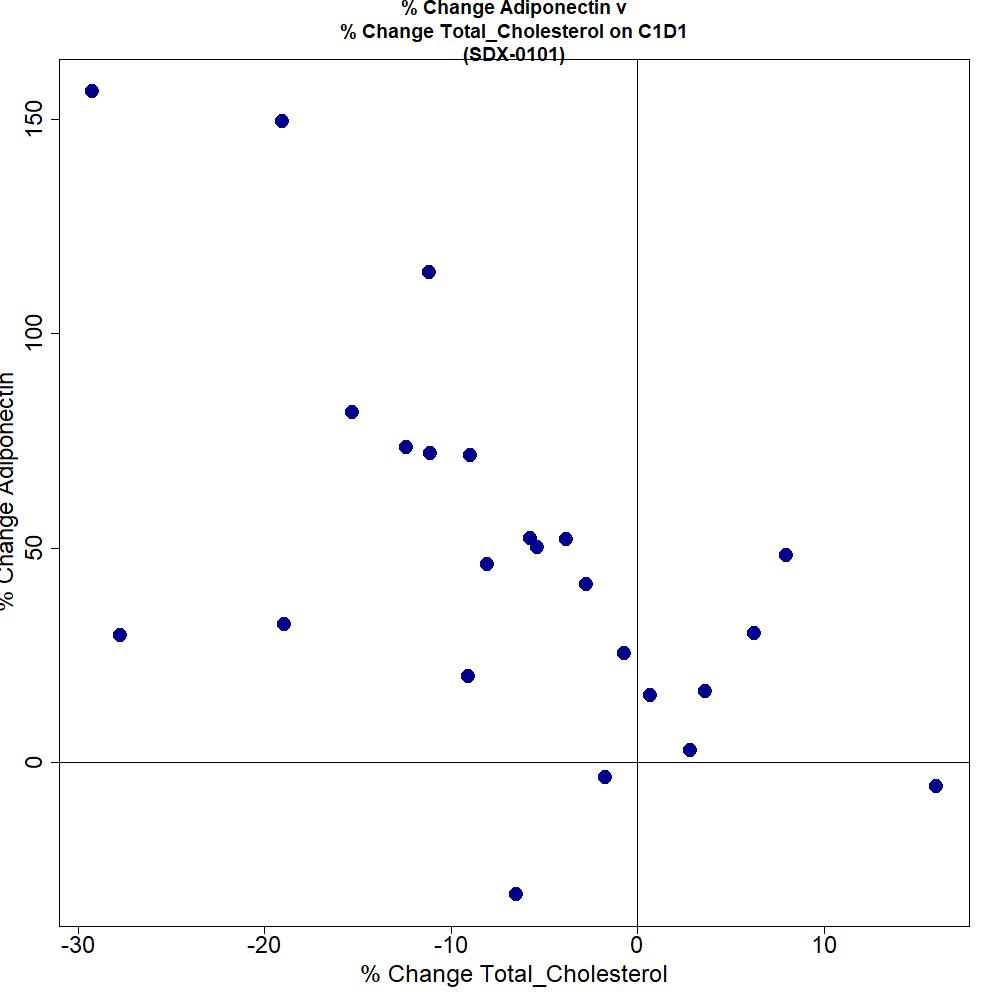 % Change Adiponectin v
% Change Total_Cholesterol on C1D1
(SDX-0101)
% Change Adiponectin
150
100
50
0
-30
-20
-10
0
10
% Change Total_Cholesterol